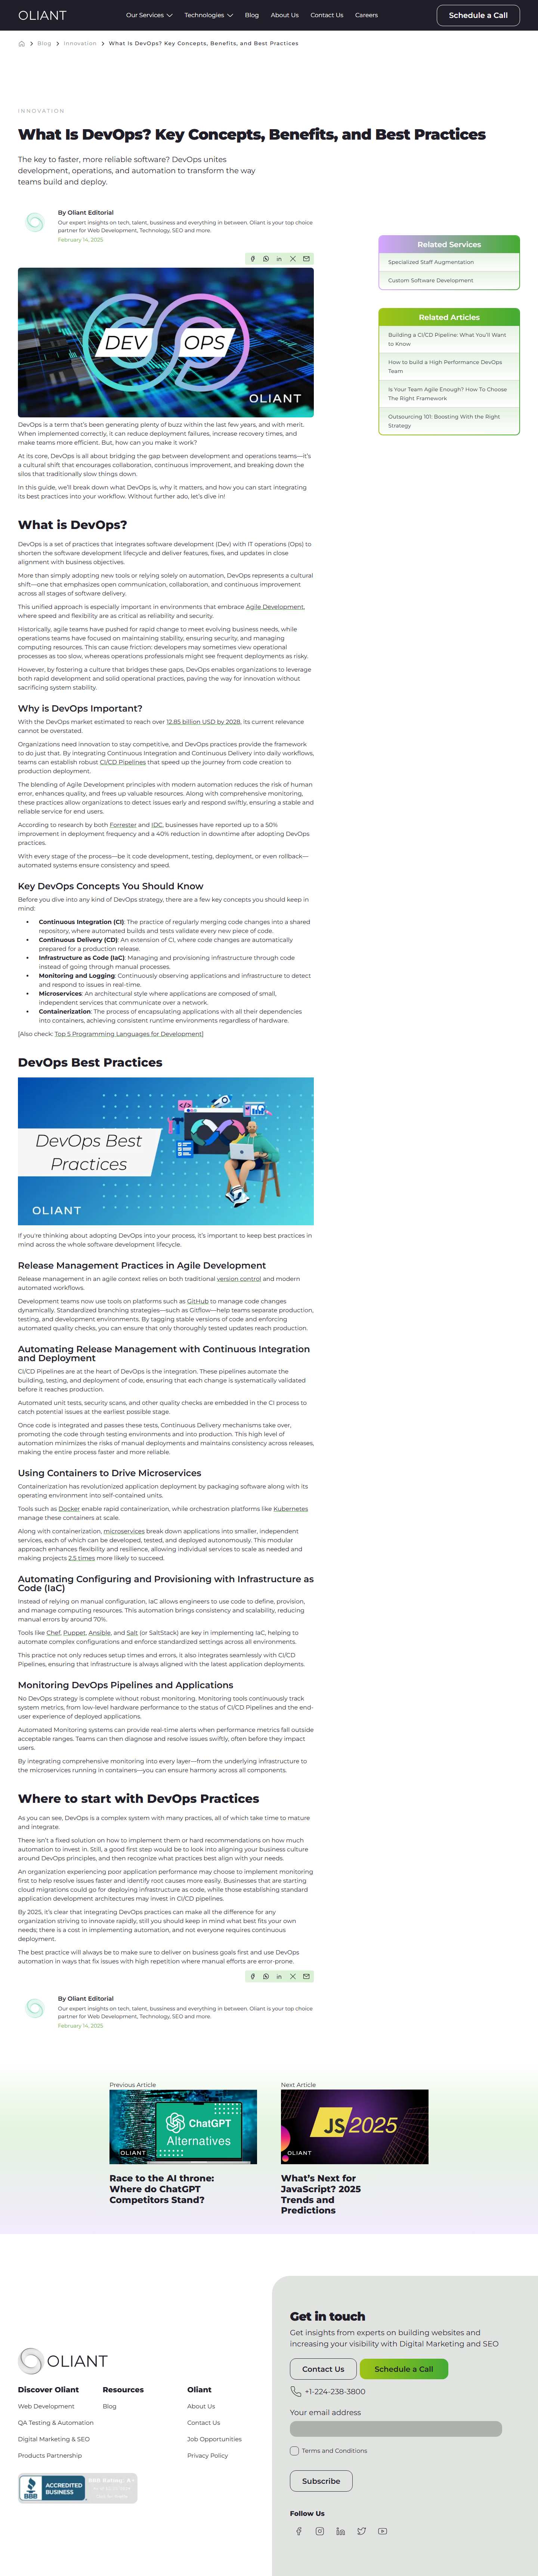 OLIANT
Our Services
Technologies
Blog
About Us
Contact Us
Careers
Schedule a Call
Blog
Innovation
What Is DevOps? Key Concepts, Benefits, and Best Practices
INNOVATION
What Is DevOps? Key Concepts, Benefits, and Best Practices
The key to faster, more reliable software? DevOps unites
development, operations, and automation to transform the way
teams build and deploy.
By Oliant Editorial
Our expert insights on tech, talent, bussiness and everything in between. Oliant is your top choice
partner for Web Development, Technology, SEO and more.
February 14, 2025
Related Services
Specialized Staff Augmentation
Custom Software Development
Related Articles
Building a CI/CD Pipeline: What You'll Want
to Know
How to build a High Performance DevOps
Team
Is Your Team Agile Enough? How To Choose
The Right Framework
Outsourcing 101: Boosting With the Right
Strategy
DEV OPS
OLIANT
DevOps is a term that's been generating plenty of buzz within the last few years, and with merit.
When implemented correctly, it can reduce deployment failures, increase recovery times, and
make teams more efficient. But, how can you make it work?
At its core, DevOps is all about bridging the gap between development and operations teams—it's
a cultural shift that encourages collaboration, continuous improvement, and breaking down the
silos that traditionally slow things down.
In this guide, we'll break down what DevOps is, why it matters, and how you can start integrating
its best practices into your workflow. Without further ado, let's dive in!
What is DevOps?
DevOps is a set of practices that integrates software development (Dev) with IT operations (Ops) to
shorten the software development lifecycle and deliver features, fixes, and updates in close
alignment with business objectives.
More than simply adopting new tools or relying solely on automation, DevOps represents a cultural
shift—one that emphasizes open communication, collaboration, and continuous improvement
across all stages of software delivery.
This unified approach is especially important in environments that embrace Agile Development,
where speed and flexibility are as critical as reliability and security.
Historically, agile teams have pushed for rapid change to meet evolving business needs, while
operations teams have focused on maintaining stability, ensuring security, and managing
computing resources. This can cause friction: developers may sometimes view operational
processes as too slow, whereas operations professionals might see frequent deployments as risky.
However, by fostering a culture that bridges these gaps, DevOps enables organizations to leverage
both rapid development and solid operational practices, paving the way for innovation without
sacrificing system stability.
Why is DevOps Important?
With the DevOps market estimated to reach over 12.85 billion USD by 2028, its current relevance
cannot be overstated.
Organizations need innovation to stay competitive, and DevOps practices provide the framework
to do just that. By integrating Continuous Integration and Continuous Delivery into daily workflows,
teams can establish robust CI/CD Pipelines that speed up the journey from code creation to
production deployment.
The blending of Agile Development principles with modern automation reduces the risk of human
error, enhances quality, and frees up valuable resources. Along with comprehensive monitoring,
these practices allow organizations to detect issues early and respond swiftly, ensuring a stable and
reliable service for end users.
According to research by both Forrester and IDC, businesses have reported up to a 50%
improvement in deployment frequency and a 40% reduction in downtime after adopting DevOps
practices.
With every stage of the process—be it code development, testing, deployment, or even rollback—
automated systems ensure consistency and speed.
Key DevOps Concepts You Should Know
Before you dive into any kind of DevOps strategy, there are a few key concepts you should keep in
mind:
• Continuous Integration (CI): The practice of regularly merging code changes into a shared
repository, where automated builds and tests validate every new piece of code.
• Continuous Delivery (CD): An extension of CI, where code changes are automatically
prepared for a production release.
• Infrastructure as Code (IaC): Managing and provisioning infrastructure through code
instead of going through manual processes.
• Monitoring and Logging: Continuously observing applications and infrastructure to detect
and respond to issues in real-time.
• Microservices: An architectural style where applications are composed of small,
independent services that communicate over a network.
• Containerization: The process of encapsulating applications with all their dependencies
into containers, achieving consistent runtime environments regardless of hardware.
[Also check: Top 5 Programming Languages for Development]
DevOps Best Practices
DevOps Best
Practices
OLIANT
If you're thinking about adopting DevOps into your process, it's important to keep best practices in
mind across the whole software development lifecycle.
Release Management Practices in Agile Development
Release management in an agile context relies on both traditional version control and modern
automated workflows.
Development teams now use tools on platforms such as GitHub to manage code changes
dynamically. Standardized branching strategies—such as Gitflow—help teams separate production,
testing, and development environments. By tagging stable versions of code and enforcing
automated quality checks, you can ensure that only thoroughly tested updates reach production.
Automating Release Management with Continuous Integration
and Deployment
CI/CD Pipelines are at the heart of DevOps is the integration. These pipelines automate the
building, testing, and deployment of code, ensuring that each change is systematically validated
before it reaches production.
Automated unit tests, security scans, and other quality checks are embedded in the CI process to
catch potential issues at the earliest possible stage.
Once code is integrated and passes these tests, Continuous Delivery mechanisms take over,
promoting the code through testing environments and into production. This high level of
automation minimizes the risks of manual deployments and maintains consistency across releases,
making the entire process faster and more reliable.
Using Containers to Drive Microservices
Containerization has revolutionized application deployment by packaging software along with its
operating environment into self-contained units.
Tools such as Docker enable rapid containerization, while orchestration platforms like Kubernetes
manage these containers at scale.
Along with containerization, microservices break down applications into smaller, independent
services, each of which can be developed, tested, and deployed autonomously. This modular
approach enhances flexibility and resilience, allowing individual services to scale as needed and
making projects 2.5 times more likely to succeed.
Automating Configuring and Provisioning with Infrastructure as
Code (IaC)
Instead of relying on manual configuration, IaC allows engineers to use code to define, provision,
and manage computing resources. This automation brings consistency and scalability, reducing
manual errors by around 70%.
Tools like Chef, Puppet, Ansible, and Salt (or SaltStack) are key in implementing IaC, helping to
automate complex configurations and enforce standardized settings across all environments.
This practice not only reduces setup times and errors, it also integrates seamlessly with CI/CD
Pipelines, ensuring that infrastructure is always aligned with the latest application deployments.
Monitoring DevOps Pipelines and Applications
No DevOps strategy is complete without robust monitoring. Monitoring tools continuously track
system metrics, from low-level hardware performance to the status of CI/CD Pipelines and the end-
user experience of deployed applications.
Automated Monitoring systems can provide real-time alerts when performance metrics fall outside
acceptable ranges. Teams can then diagnose and resolve issues swiftly, often before they impact
users.
By integrating comprehensive monitoring into every layer—from the underlying infrastructure to
the microservices running in containers—you can ensure harmony across all components.
Where to start with DevOps Practices
As you can see, DevOps is a complex system with many practices, all of which take time to mature
and integrate.
There isn't a fixed solution on how to implement them or hard recommendations on how much
automation to invest in. Still, a good first step would be to look into aligning your business culture
around DevOps principles, and then recognize what practices best align with your needs.
An organization experiencing poor application performance may choose to implement monitoring
first to help resolve issues faster and identify root causes more easily. Businesses that are starting
cloud migrations could go for deploying infrastructure as code, while those establishing standard
application development architectures may invest in CI/CD pipelines.
By 2025, it's clear that integrating DevOps practices can make all the difference for any
organization striving to innovate rapidly, still you should keep in mind what best fits your own
needs; there is a cost in implementing automation, and not everyone requires continuous
deployment.
The best practice will always be to make sure to deliver on business goals first and use DevOps
automation in ways that fix issues with high repetition where manual efforts are error-prone.
By Oliant Editorial
Our expert insights on tech, talent, bussiness and everything in between. Oliant is your top choice
partner for Web Development, Technology, SEO and more.
February 14, 2025
Previous Article
ChatGPT
Alternatives
OLIANT
Race to the AI throne:
Where do ChatGPT
Competitors Stand?
Next Article
JS 2025
OLIANT
What's Next for
JavaScript? 2025
Trends and
Predictions
OLIANT
Discover Oliant
Web Development
QA Testing & Automation
Digital Marketing & SEO
Products Partnership
Resources
Blog
Oliant
About Us
Contact Us
Job Opportunities
Privacy Policy
BBB
ACCREDITED
BUSINESS
BBB Rating: A+
Get in touch
Get insights from experts on building websites and
increasing your visibility with Digital Marketing and SEO
Contact Us
Schedule a Call
+1-224-238-3800
Your email address
Terms and Conditions
Subscribe
Follow Us